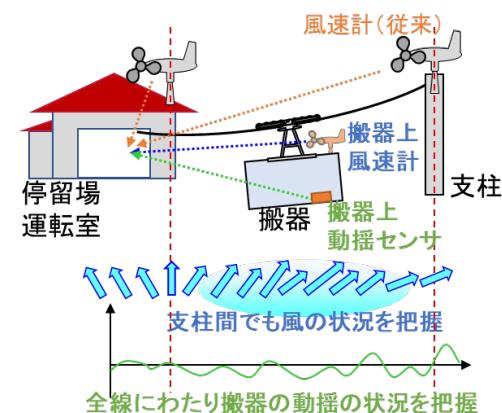 風速計(従来)
搬器上
風速計
停留場
運転室
搬器
支柱
搬器上
動揺センサ
支柱間でも風の状況を把握
全線にわたり搬器の動揺の状況を把握